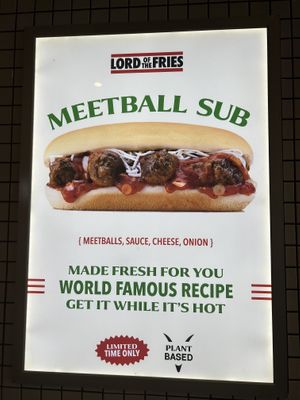 LORD OF THE FRIES
MEETBALL SUB
{ MEETBALLS, SAUCE, CHEESE, ONION }
MADE FRESH FOR YOU
WORLD FAMOUS RECIPE
GET IT WHILE IT'S HOT
LIMITED
TIME ONLY
PLANT
BASED